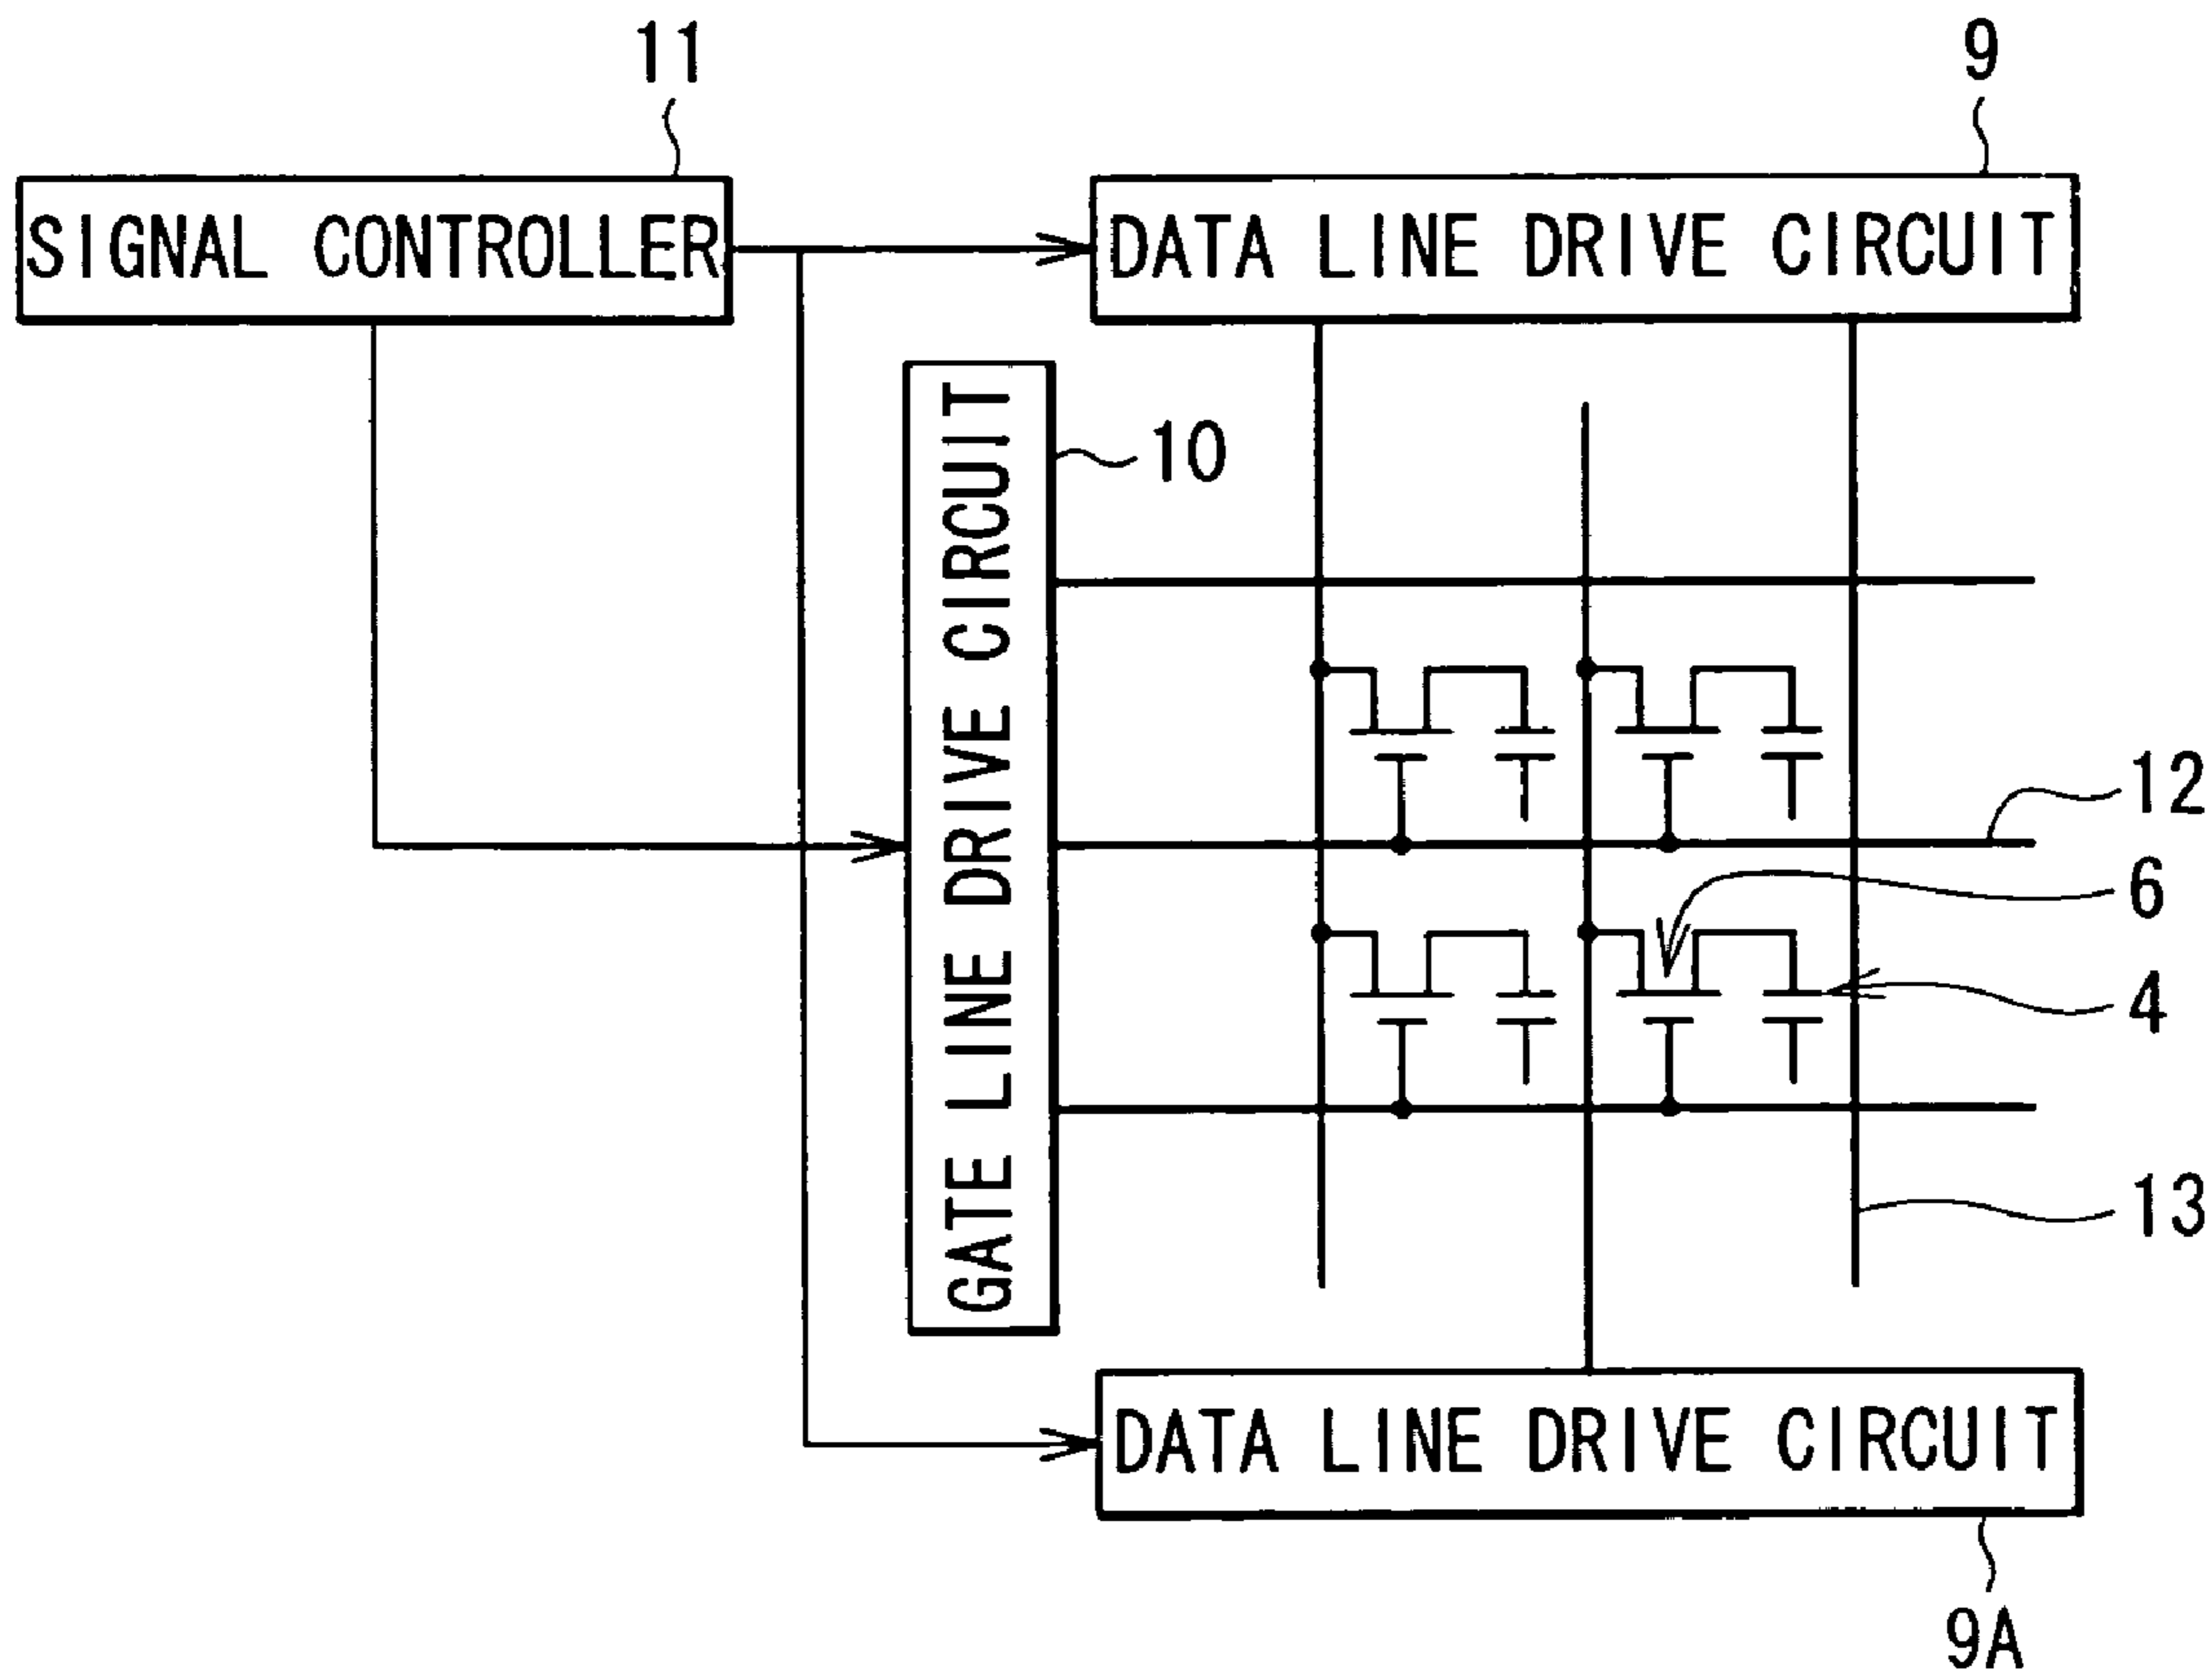 11
9
SIGNAL CONTROLLER
DATA LINE DRIVE CIRCUIT
GATE LINE DRIVE CIRCUIT
10
12
6
4
13
DATA LINE DRIVE CIRCUIT
9A